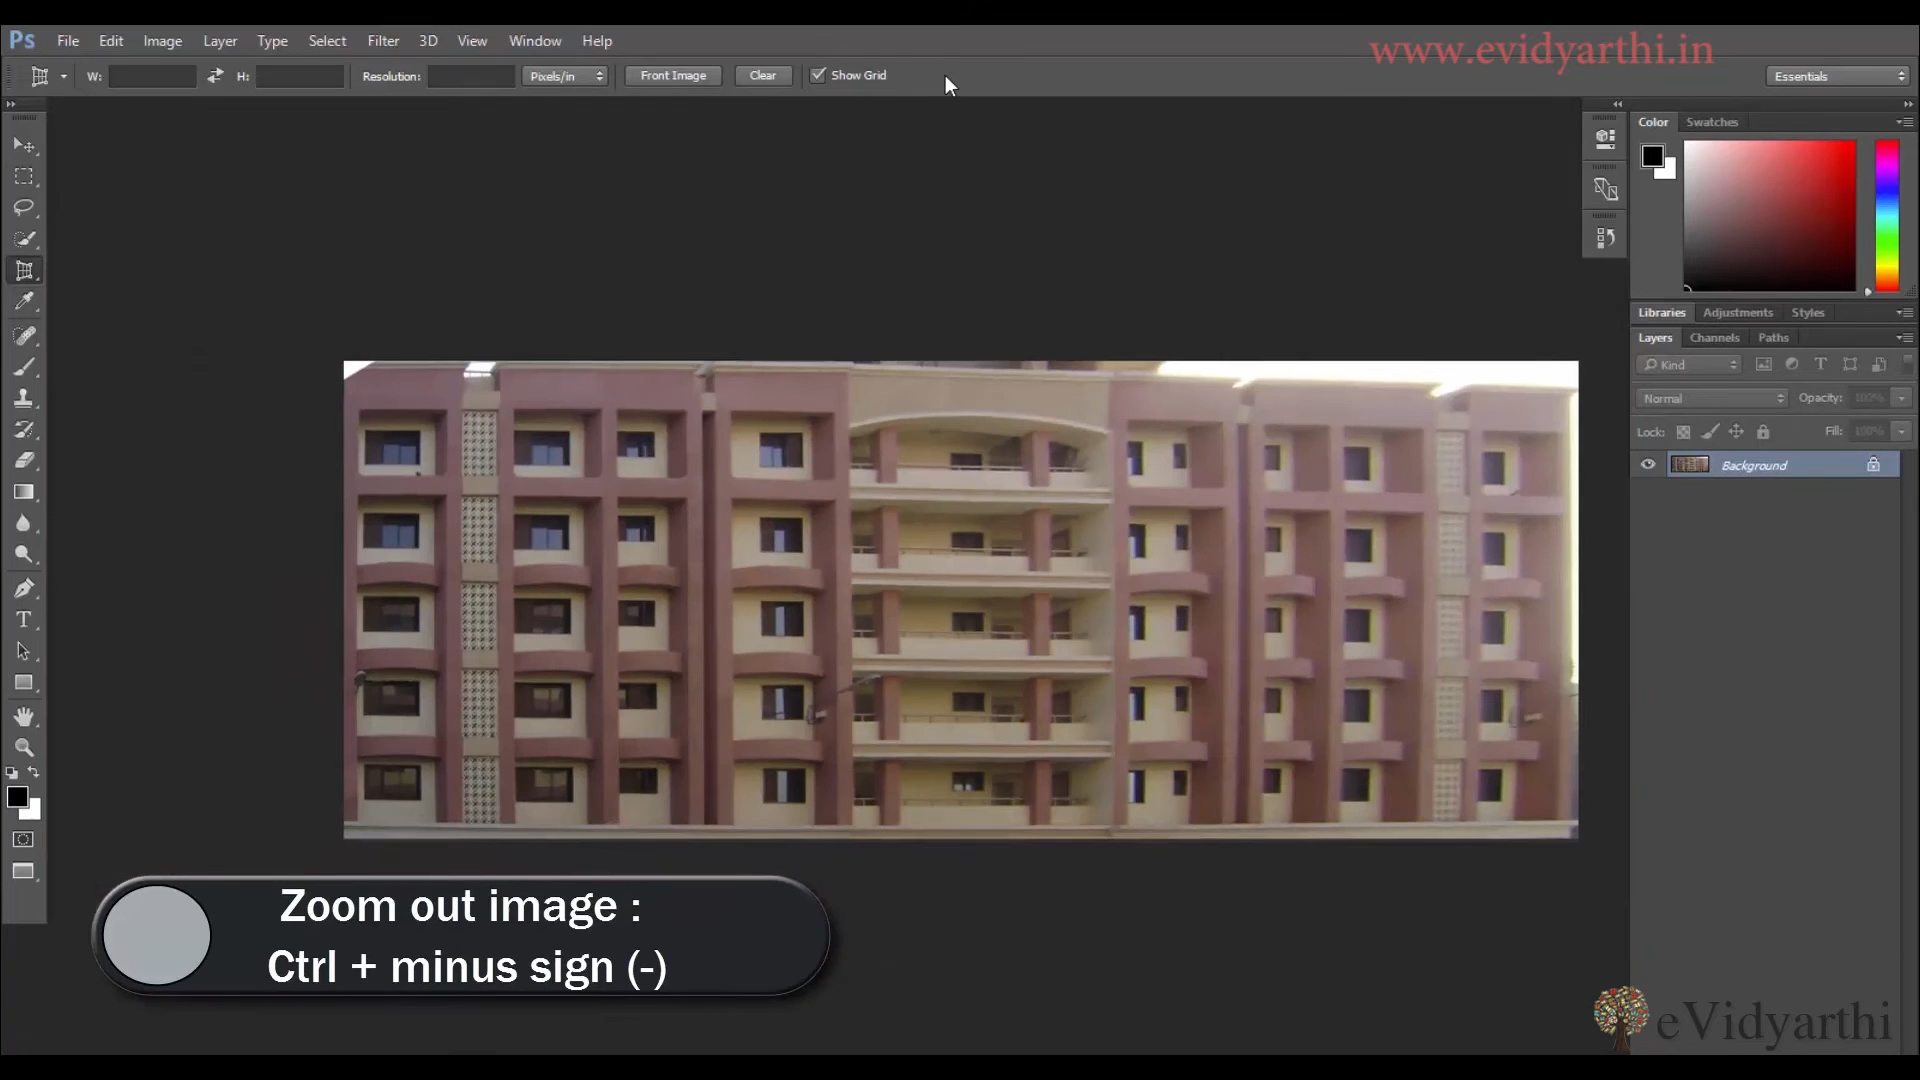 Ps File Edit Image Layer Type Select Filter 3D View Window Help
www.evidyarthi.in
W: H: Resolution: Pixels/in Front Image Clear Show Grid Essentials
Color Swatches
Libraries Adjustments Styles
Layers Channels Paths
Kind
Normal Opacity: 100%
Lock: Fill: 100%
Background
Zoom out image :
Ctrl + minus sign (-)
eVidyarthi